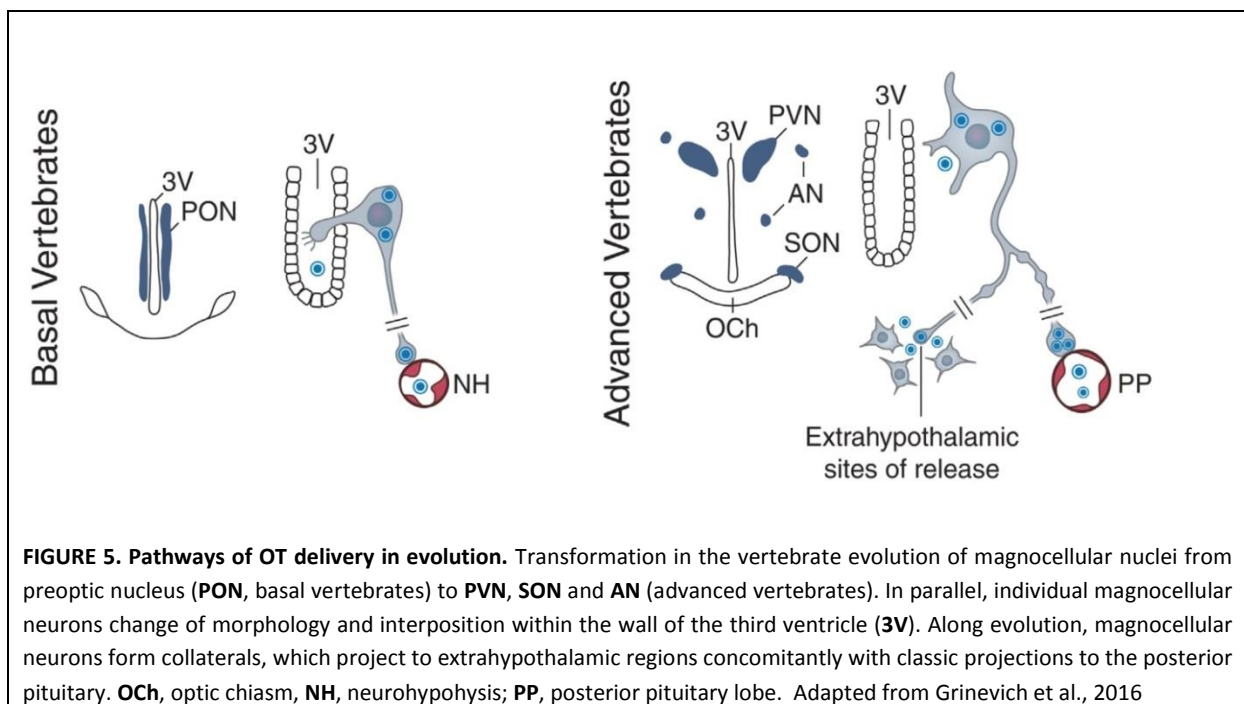 Basal Vertebrates
3V
PON
3V
NH
Advanced Vertebrates
3V
PVN
AN
SON
OCh
3V
PP
Extrahypothalamic
sites of release
FIGURE 5. Pathways of OT delivery in evolution. Transformation in the vertebrate evolution of magnocellular nuclei from
preoptic nucleus (PON, basal vertebrates) to PVN, SON and AN (advanced vertebrates). In parallel, individual magnocellular
neurons change of morphology and interposition within the wall of the third ventricle (3V). Along evolution, magnocellular
neurons form collaterals, which project to extrahypothalamic regions concomitantly with classic projections to the posterior
pituitary. OCh, optic chiasm, NH, neurohypohysis; PP, posterior pituitary lobe. Adapted from Grinevich et al., 2016